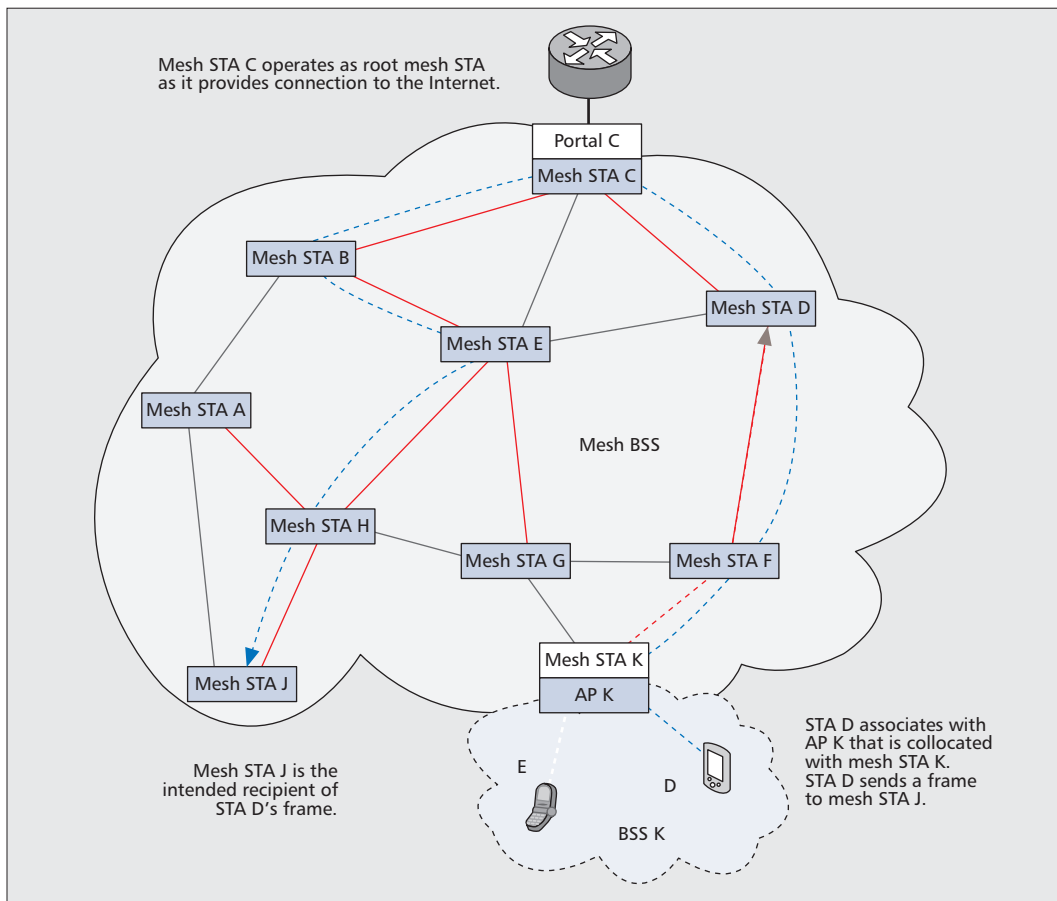 Mesh STA C operates as root mesh STA
as it provides connection to the Internet.
Portal C
Mesh STA C
Mesh STA B
Mesh STA D
Mesh STA E
Mesh STA A
Mesh BSS
Mesh STA H
Mesh STA G
Mesh STA F
Mesh STA K
Mesh STA J
AP K
STA D associates with
AP K that is collocated
with mesh STA K.
STA D sends a frame
to mesh STA J.
Mesh STA J is the
intended recipient of
STA D's frame.
E
D
BSS K